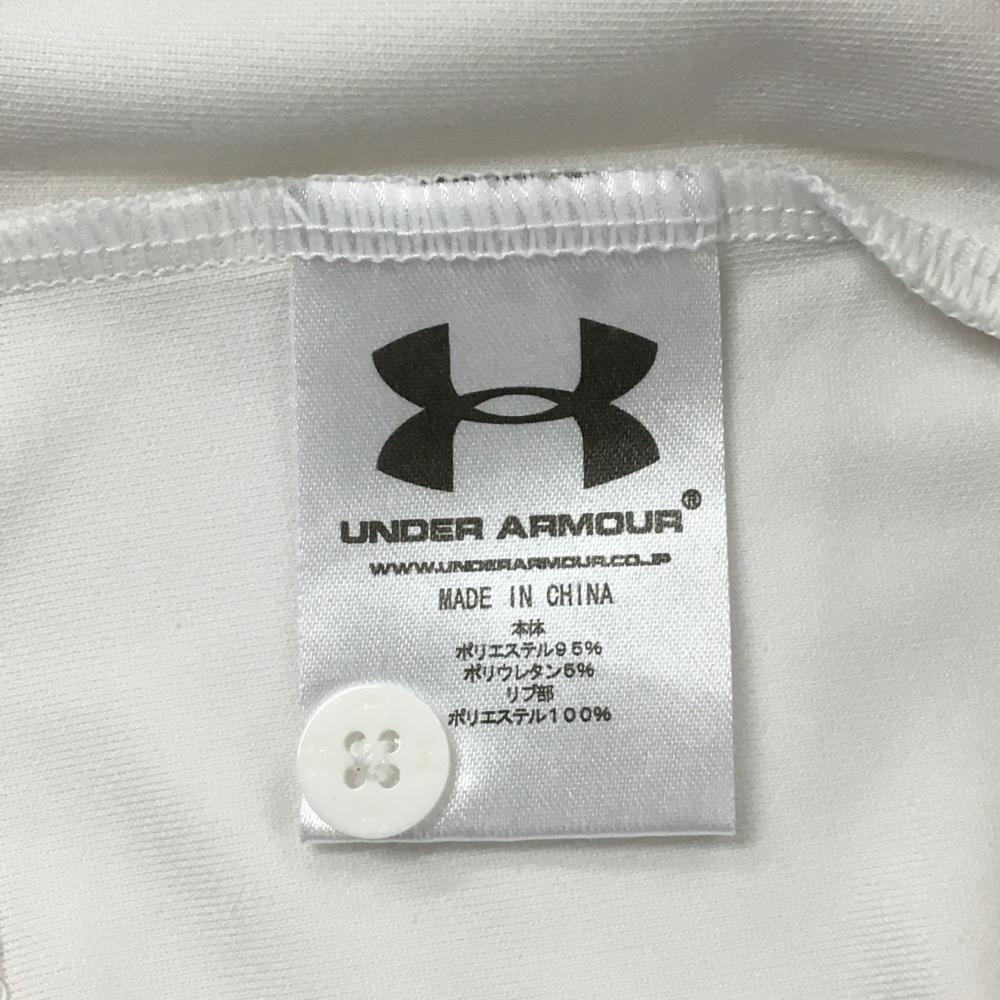 UNDER ARMOUR®
WWW.UNDERARMOUR.CO.JP
MADE IN CHINA
本体
ポリエステル95%
ポリウレタン5%
リブ部
ポリエステル100%